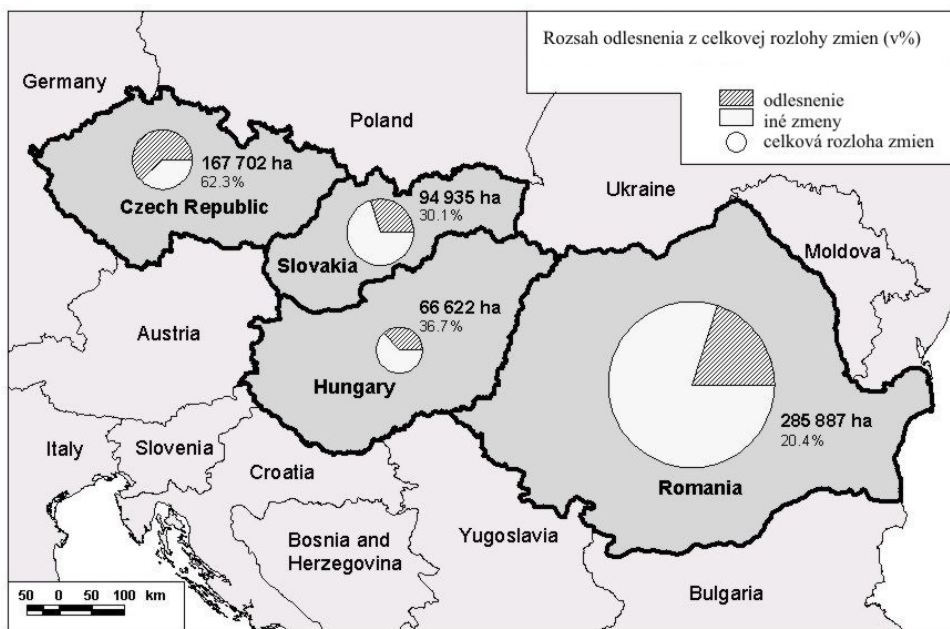 Rozsah odlesnenia z celkovej rozlohy zmien (v%)
odlesnenie
iné zmeny
celková rozloha zmien
Germany
Poland
167 702 ha
62.3%
Czech Republic
94 935 ha
30.1%
Slovakia
Ukraine
Moldova
Austria
66 622 ha
36.7%
Hungary
285 887 ha
20.4%
Romania
Italy
Slovenia
Croatia
Bosnia and
Herzegovina
Yugoslavia
Bulgaria
50 0 50 100 km